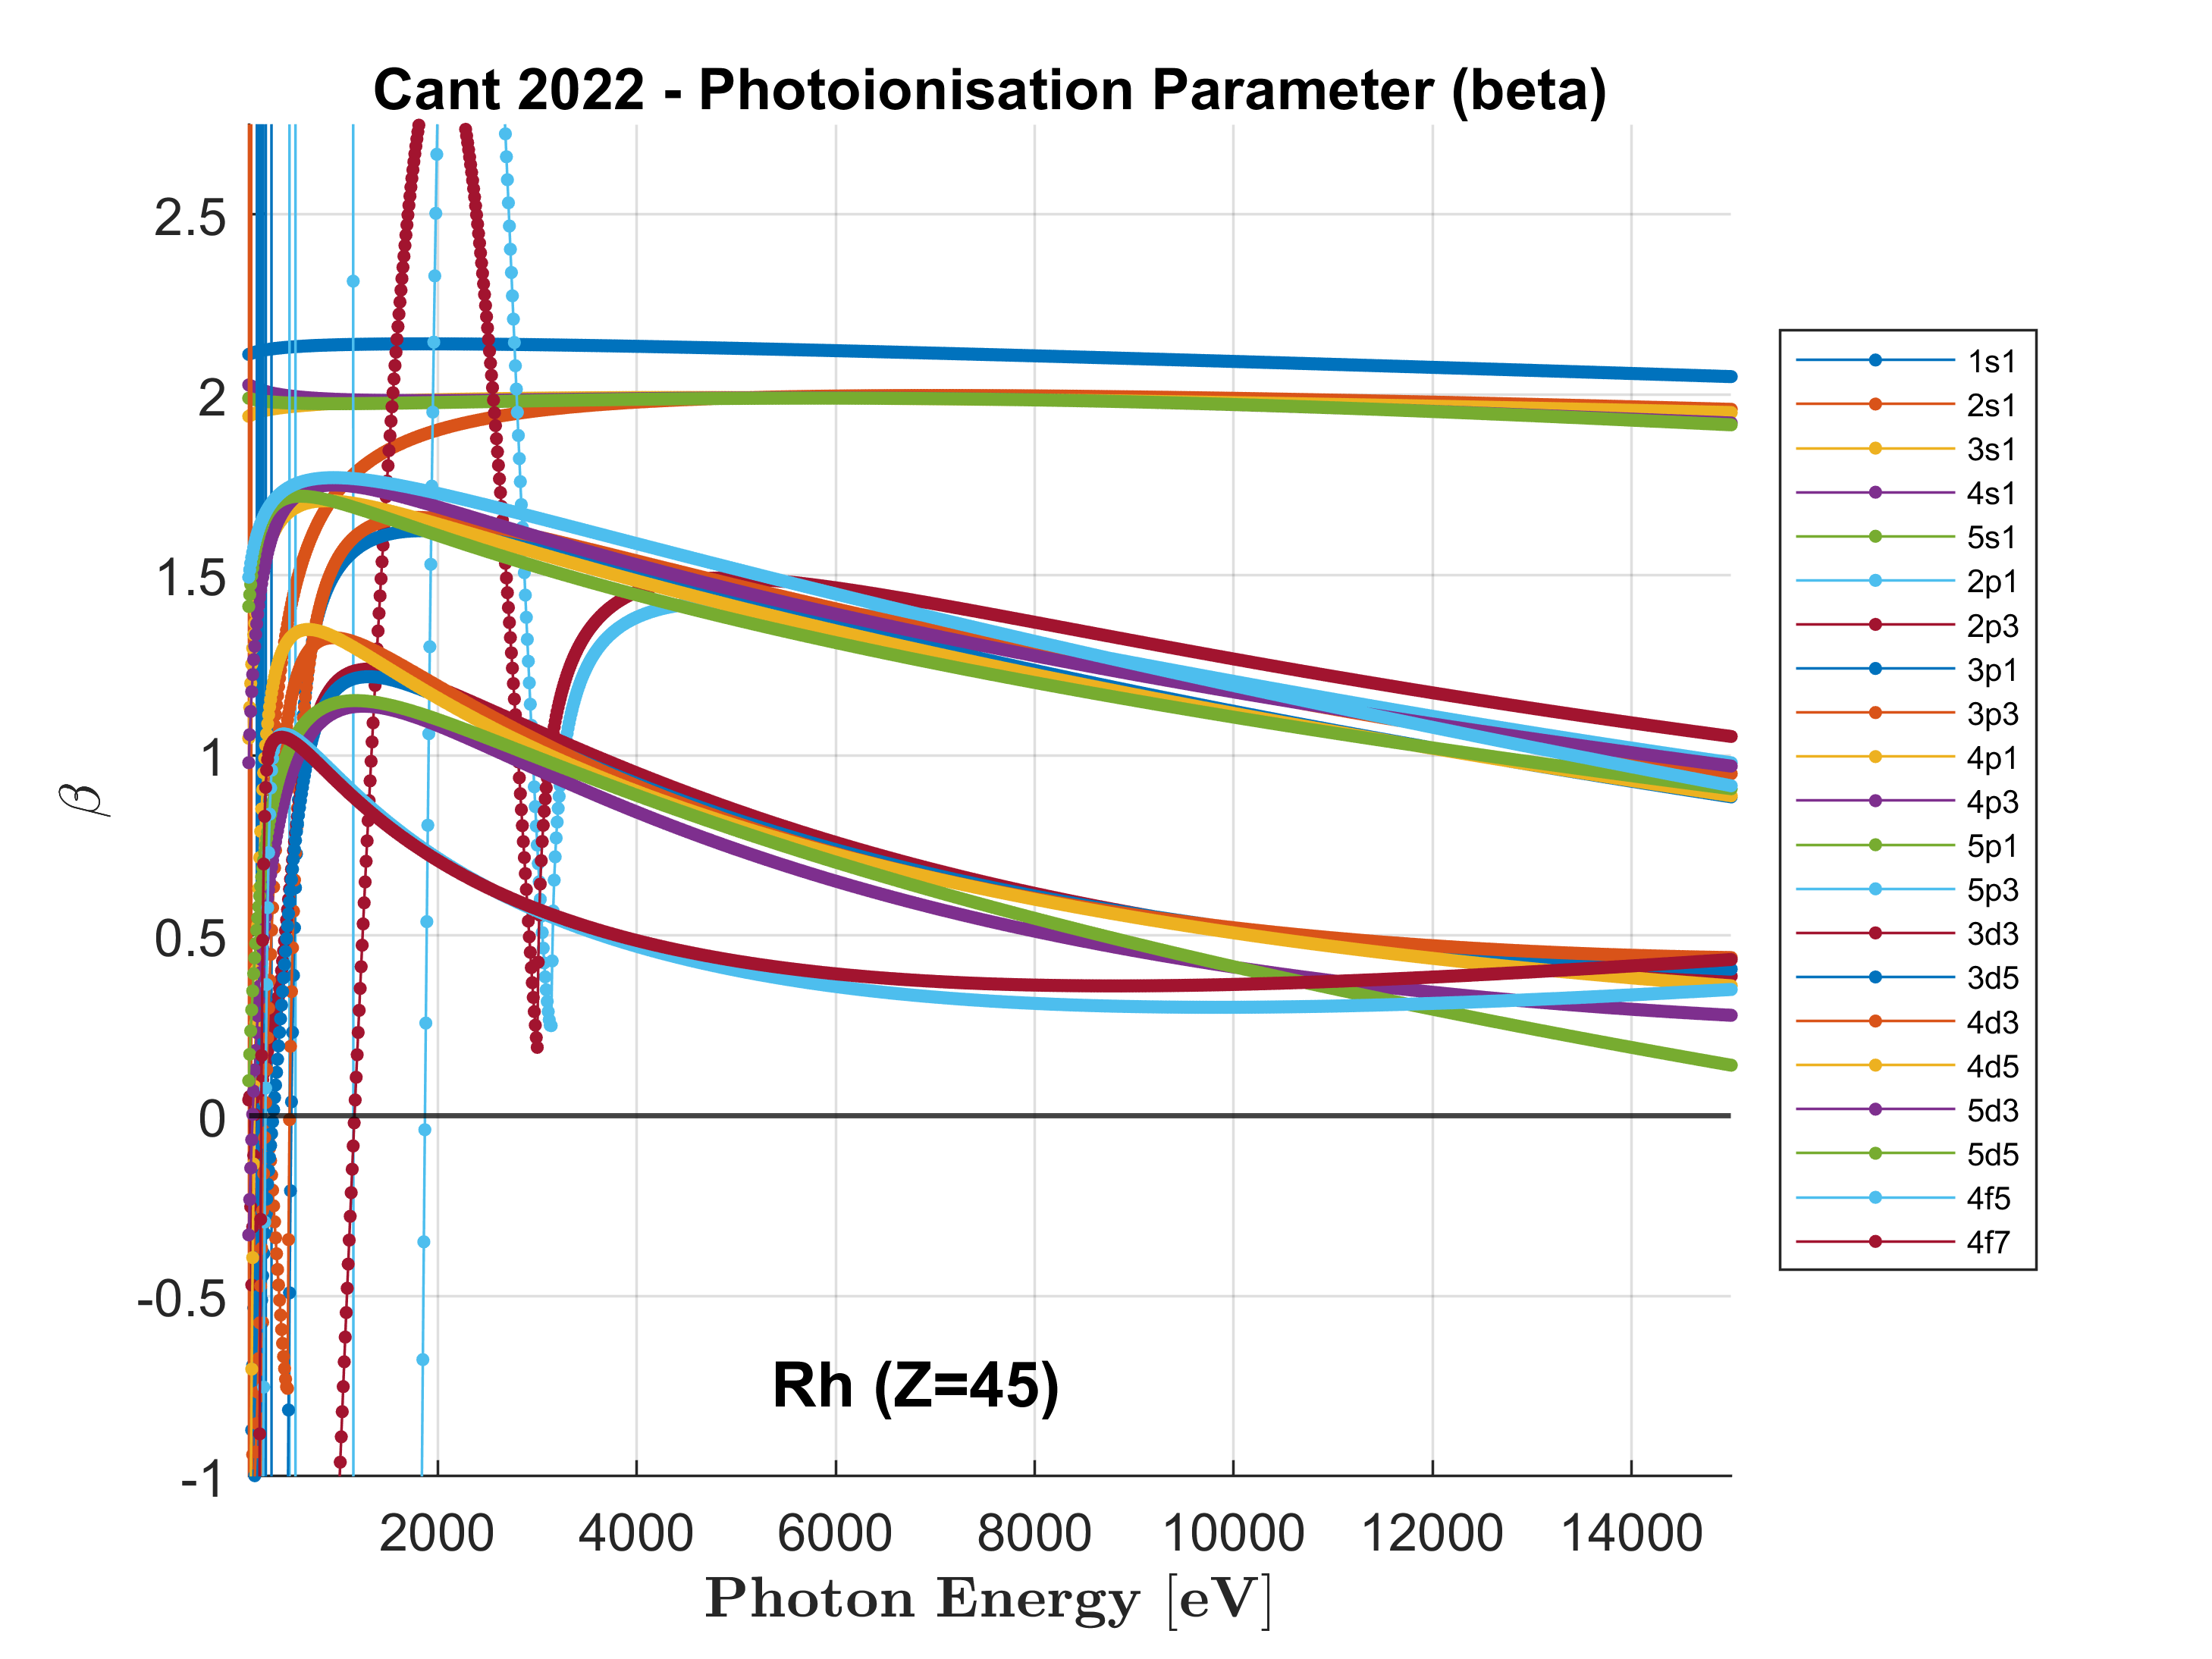 Cant 2022 - Photoionisation Parameter (beta)
2.5
2
1.5
1
0.5
0
-0.5
-1
β
Rh (Z=45)
2000 4000 6000 8000 10000 12000 14000
Photon Energy [eV]
1s1
2s1
3s1
4s1
5s1
2p1
2p3
3p1
3p3
4p1
4p3
5p1
5p3
3d3
3d5
4d3
4d5
5d3
5d5
4f5
4f7